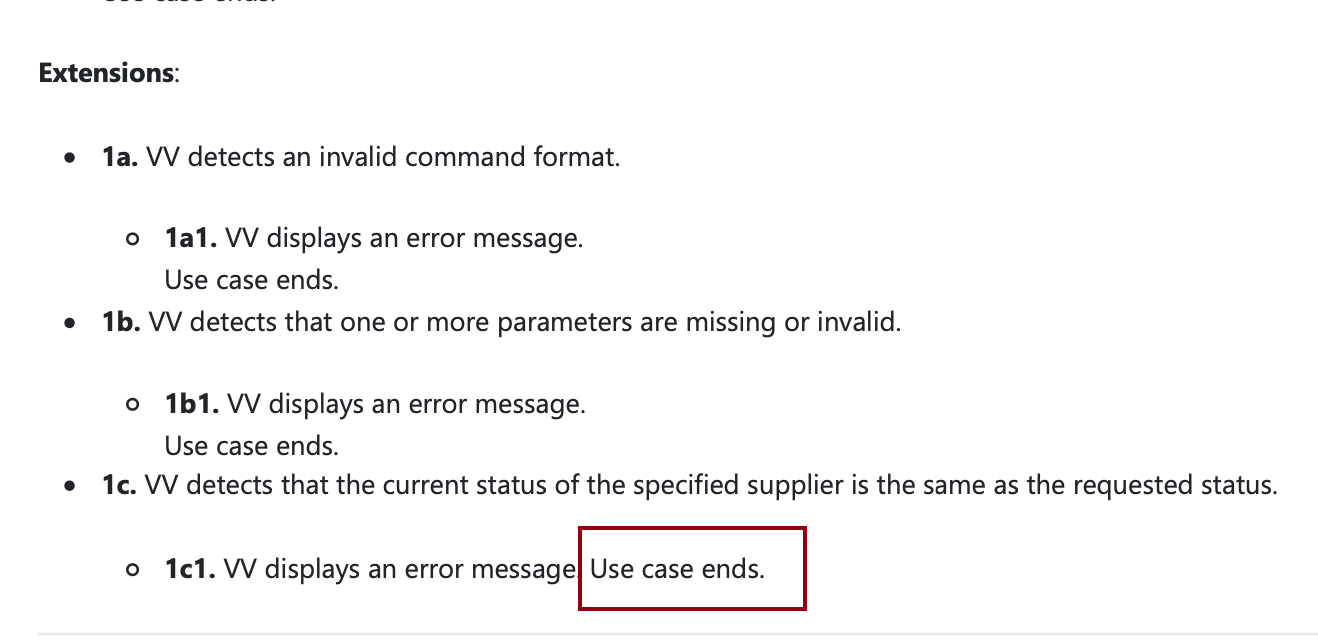 Use case ends.
Extensions:
1a. VV detects an invalid command format.
1a1. VV displays an error message.
Use case ends.
1b. VV detects that one or more parameters are missing or invalid.
1b1. VV displays an error message.
Use case ends.
1c. VV detects that the current status of the specified supplier is the same as the requested status.
1c1. VV displays an error message. Use case ends.